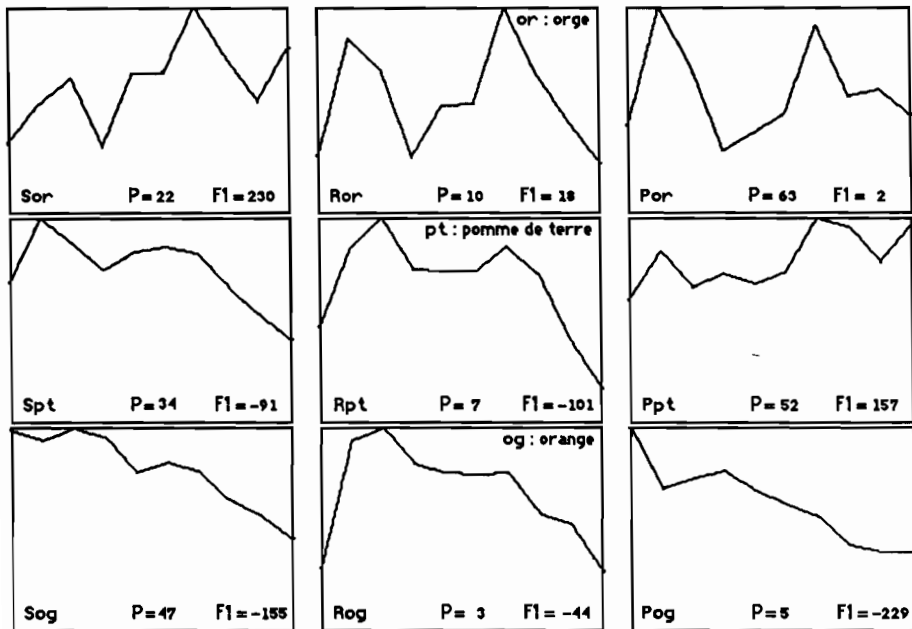 or : orge
Sor P= 22 F1= 230
Ror P= 10 F1= 18
Por P= 63 F1= 2
pt : pomme de terre
Spt P= 34 F1= -91
Rpt P= 7 F1= -101
Ppt P= 52 F1= 157
og : orange
Sog P= 47 F1= -155
Rog P= 3 F1= -44
Pog P= 5 F1= -229